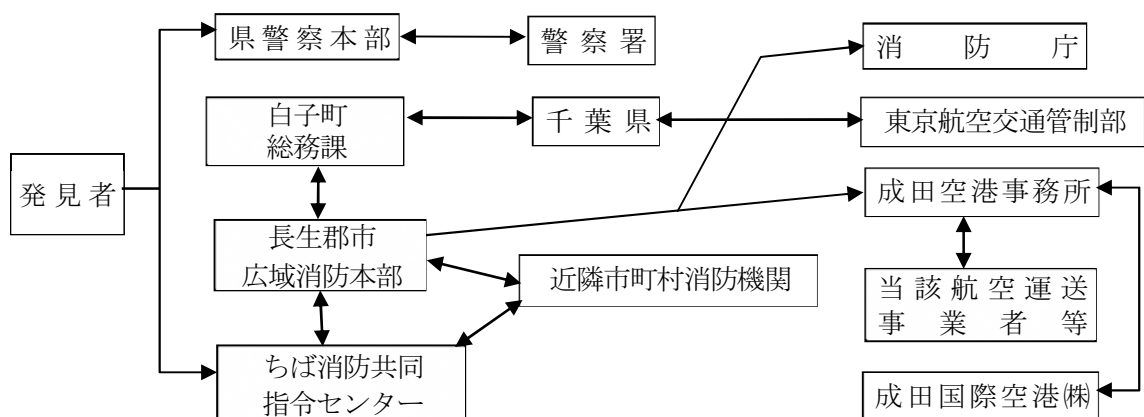 県警察本部
警察署
消防庁
白子町
総務課
千葉県
東京航空交通管制部
発見者
成田空港事務所
長生郡市
広域消防本部
近隣市町村消防機関
当該航空運送
事業者等
ちば消防共同
指令センター
成田国際空港㈱